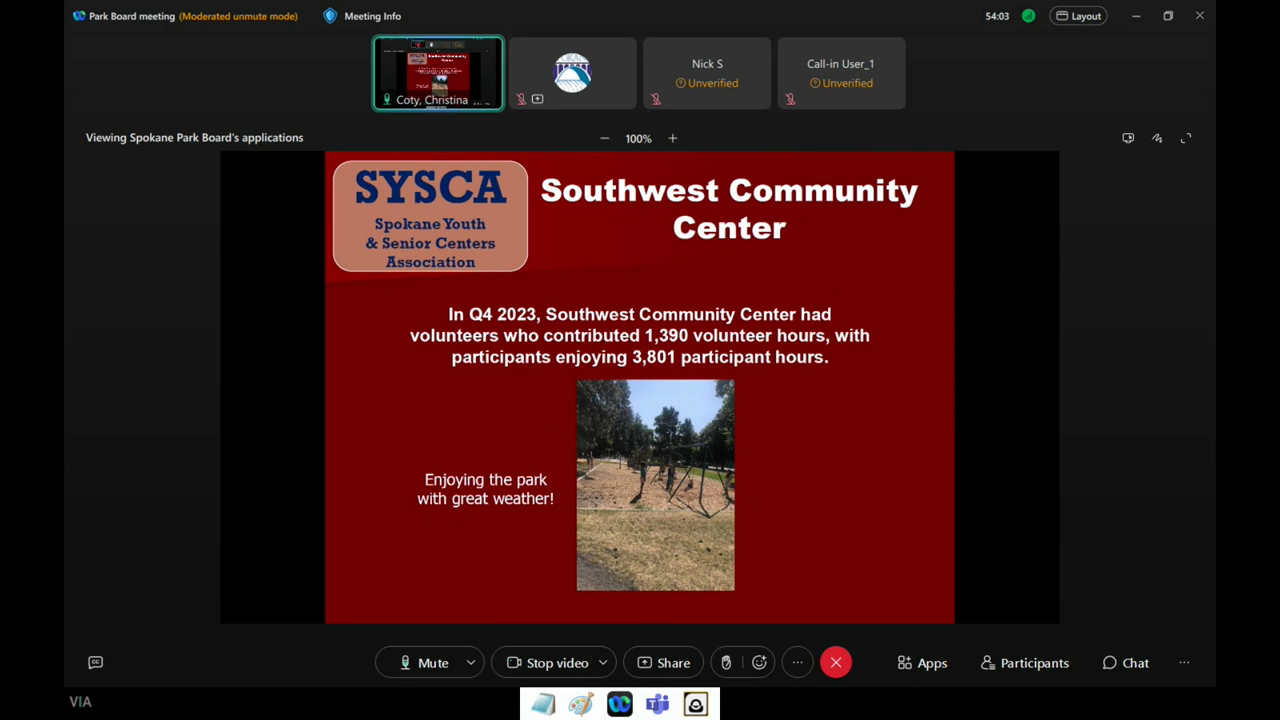 Park Board meeting (Moderated unmute mode)
Meeting Info
54:03
Layout
Coty, Christina
Nick S
Unverified
Call-in User_1
Unverified
Viewing Spokane Park Board's applications
100%
SYSCA
Spokane Youth
& Senior Centers
Association
Southwest Community
Center
In Q4 2023, Southwest Community Center had
volunteers who contributed 1,390 volunteer hours, with
participants enjoying 3,801 participant hours.
Enjoying the park
with great weather!
Mute
Stop video
Share
Apps
Participants
Chat
VIA